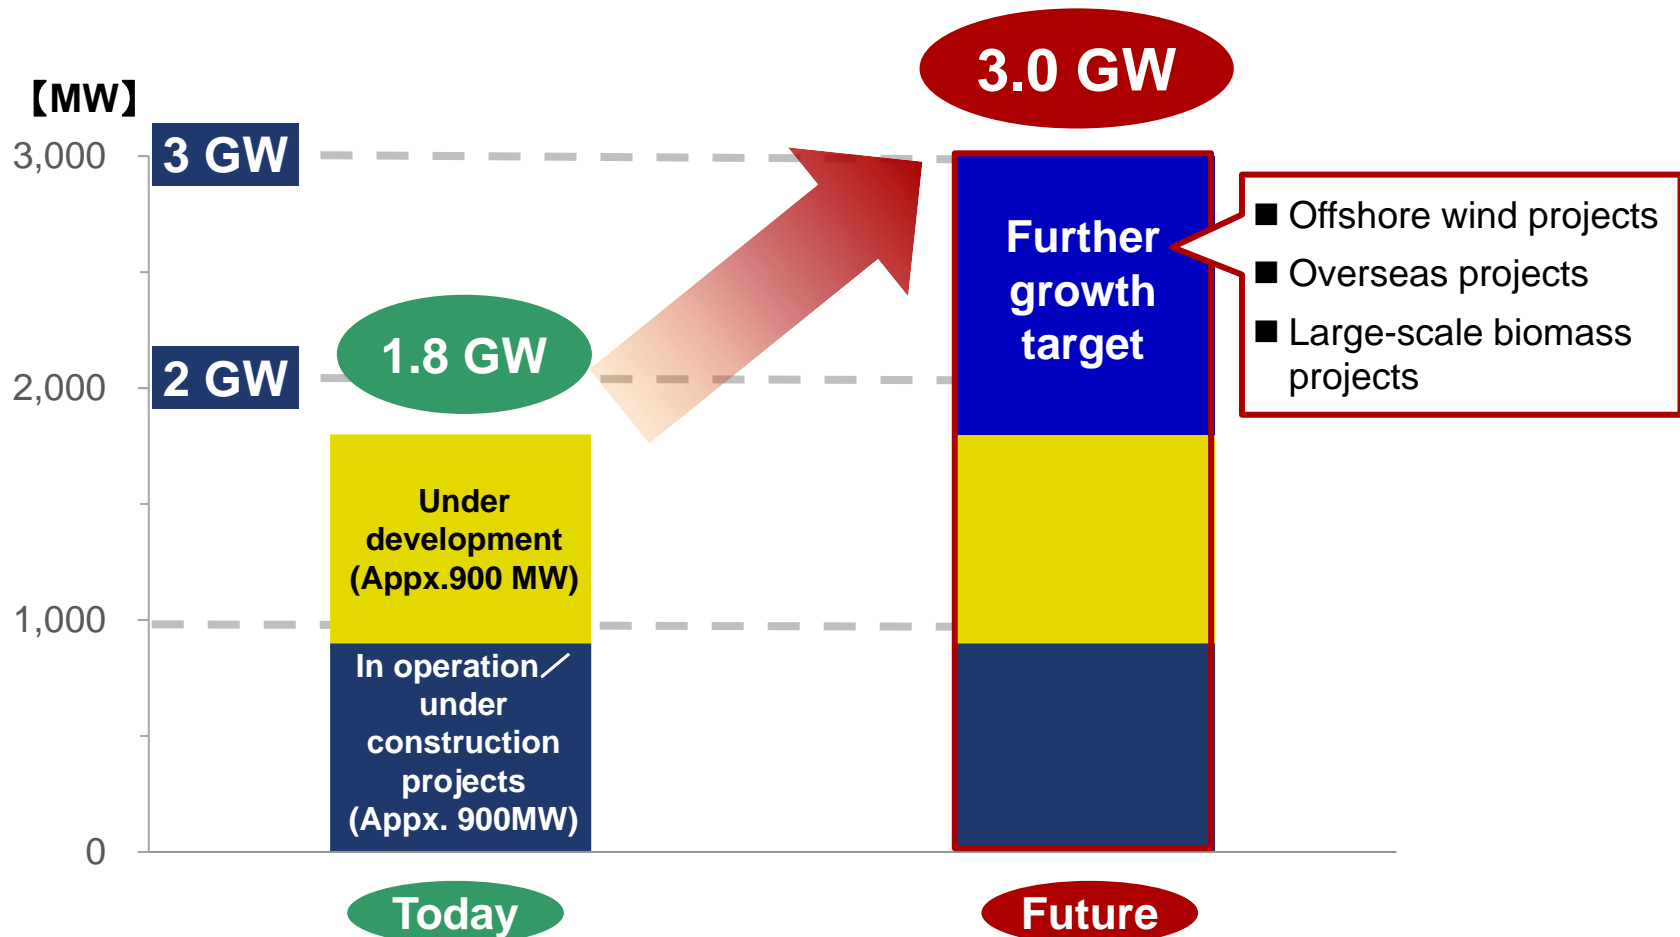 3.0 GW
【MW】
3,000
3 GW
Further
growth
target
■ Offshore wind projects
■ Overseas projects
■ Large-scale biomass
projects
1.8 GW
2 GW
2,000
Under
development
(Appx.900 MW)
1,000
In operation／
under
construction
projects
(Appx. 900MW)
0
Today
Future